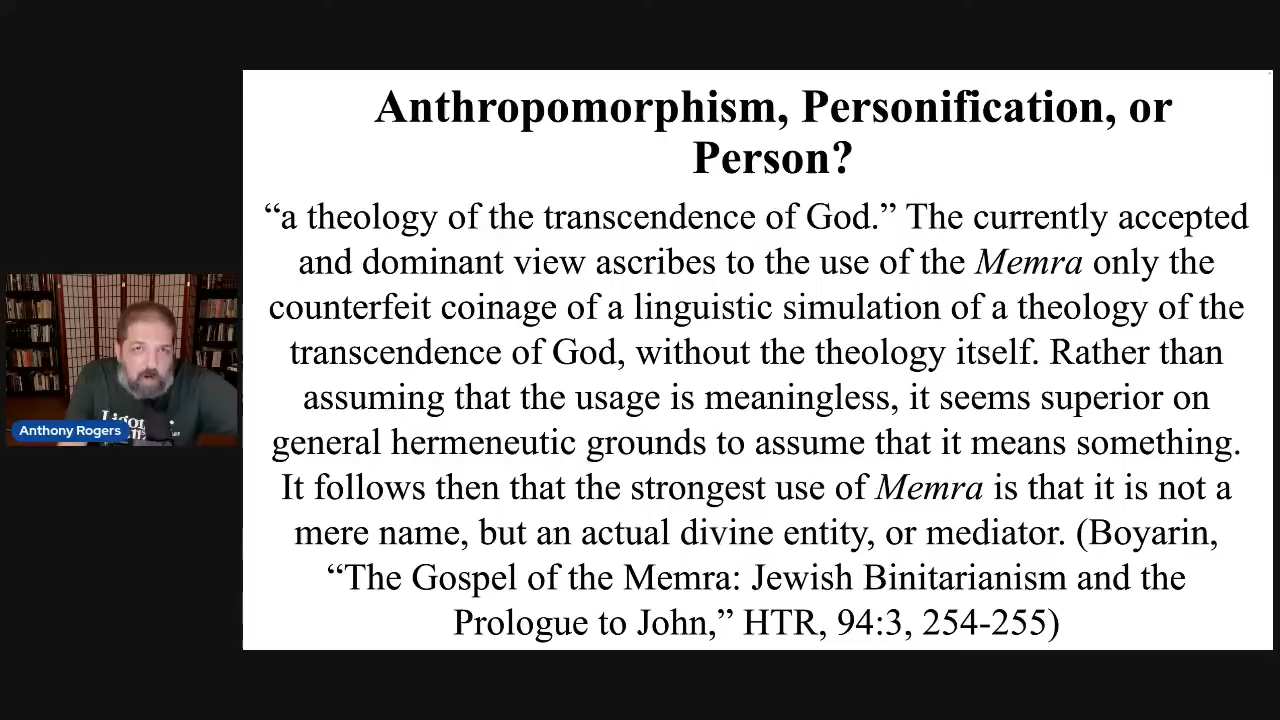 Anthropomorphism, Personification, or
Person?
“a theology of the transcendence of God.” The currently accepted
and dominant view ascribes to the use of the Memra only the
counterfeit coinage of a linguistic simulation of a theology of the
transcendence of God, without the theology itself. Rather than
assuming that the usage is meaningless, it seems superior on
general hermeneutic grounds to assume that it means something.
It follows then that the strongest use of Memra is that it is not a
mere name, but an actual divine entity, or mediator. (Boyarin,
“The Gospel of the Memra: Jewish Binitarianism and the
Prologue to John,” HTR, 94:3, 254-255)
Anthony Rogers